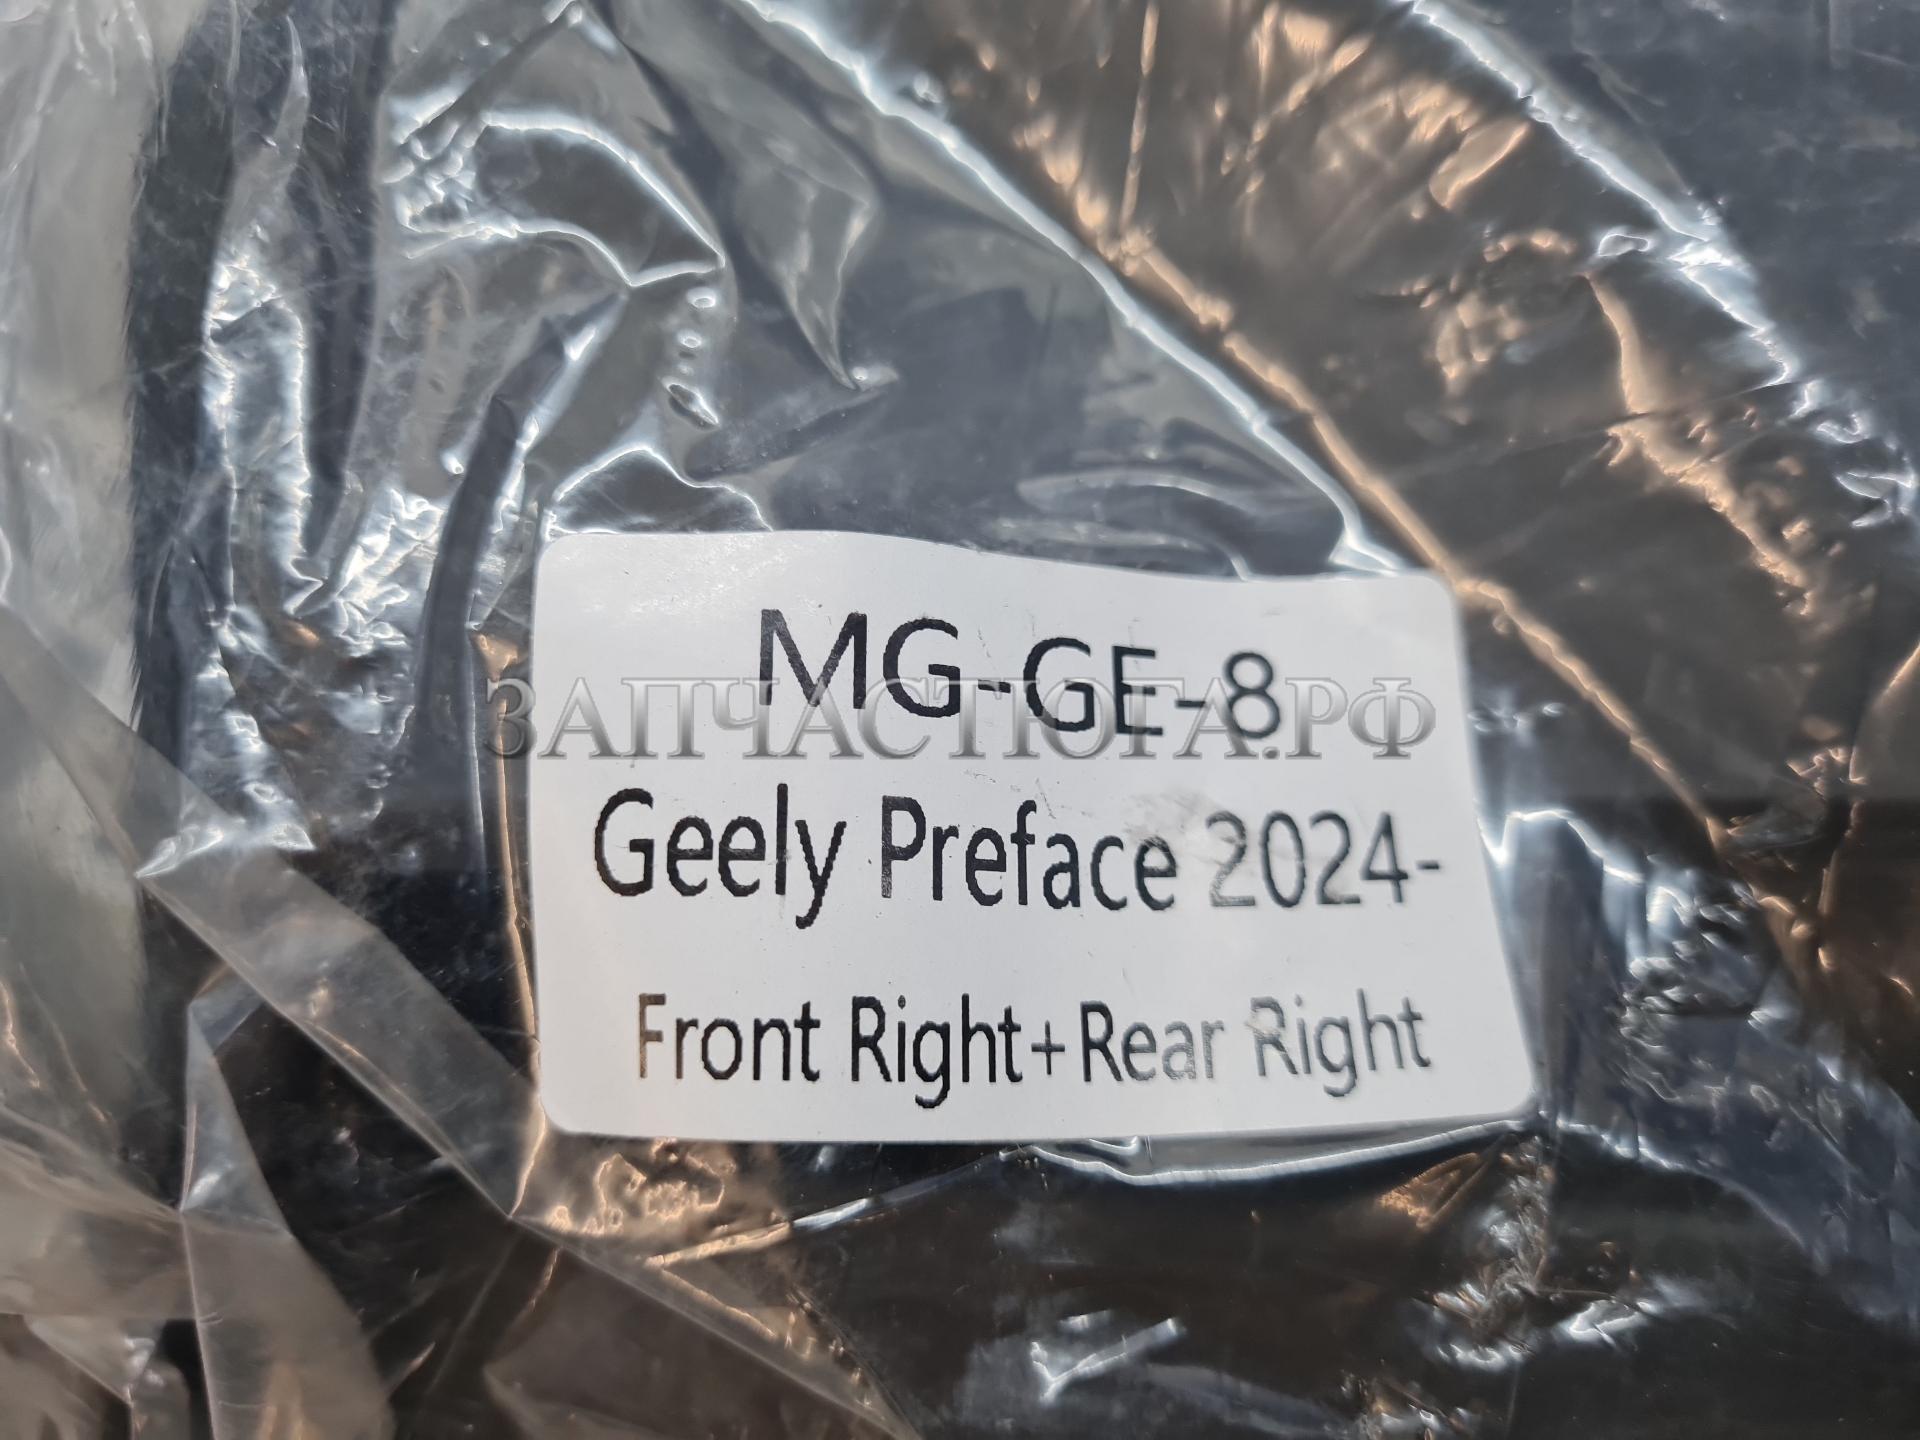 MG-GE-8
ЗАПЧАСТЮГА.РФ
Geely Preface 2024-
Front Right+Rear Right